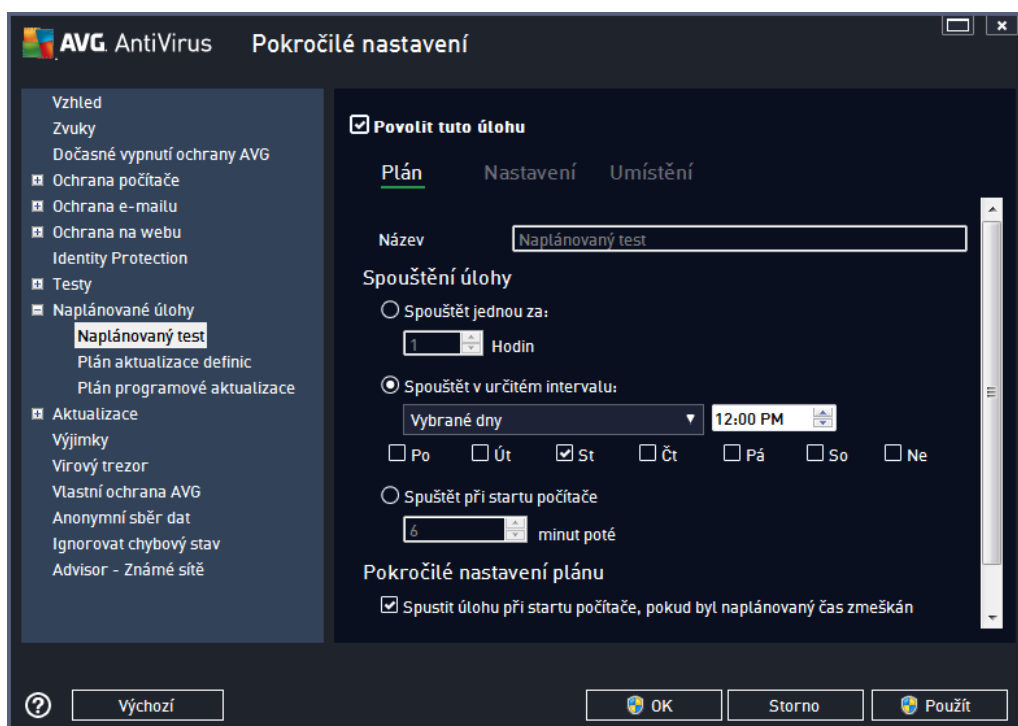 AVG. AntiVirus Pokročilé nastavení
Vzhled
Zvuky
Dočasné vypnutí ochrany AVG
Ochrana počítače
Ochrana e-mailu
Ochrana na webu
Identity Protection
Testy
Naplánované úlohy
Naplánovaný test
Plán aktualizace definic
Plán programové aktualizace
Aktualizace
Výjimky
Virový trezor
Vlastní ochrana AVG
Anonymní sběr dat
Ignorovat chybový stav
Advisor - Známé sítě
Povolit tuto úlohu
Plán Nastavení Umístění
Název Naplánovaný test
Spouštění úlohy
Spouštět jednou za:
1 Hodin
Spouštět v určitém intervalu:
Vybrané dny 12:00 PM
Po Út St Čt Pá So Ne
Spuštět při startu počítače
6 minut poté
Pokročilé nastavení plánu
Spustit úlohu při startu počítače, pokud byl naplánovaný čas zmeškán
? Výchozí OK Storno Použít